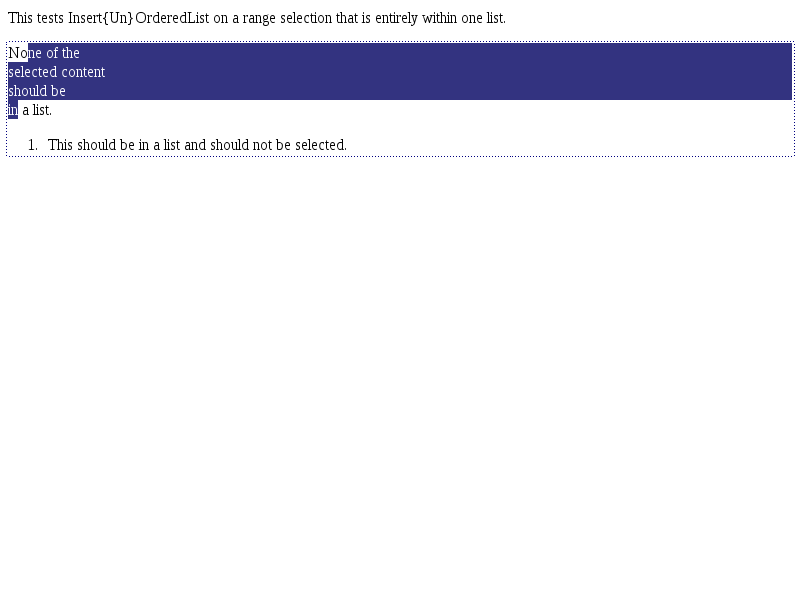 This tests Insert{Un}OrderedList on a range selection that is entirely within one list.
None of the
selected content
should be
in a list.
1. This should be in a list and should not be selected.